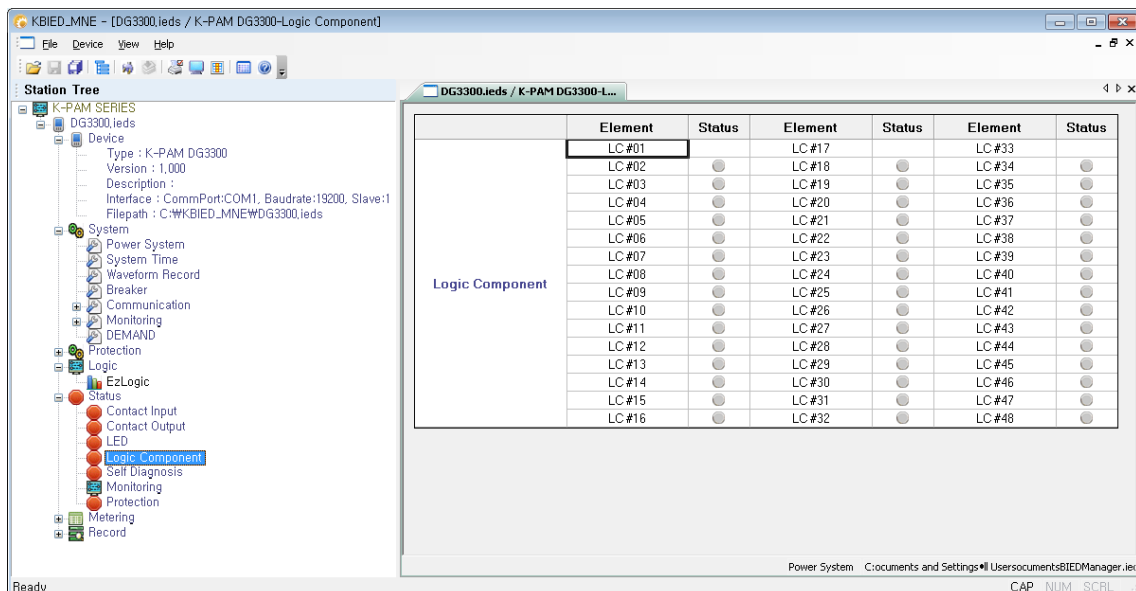 KBIED_MNE - [DG3300.ieds / K-PAM DG3300-Logic Component]
File Device View Help
Station Tree
K-PAM SERIES
DG3300.ieds
Device
Type : K-PAM DG3300
Version : 1.000
Description :
Interface : CommPort:COM1, Baudrate:19200, Slave:1
Filepath : C:₩KBIED_MNE₩DG3300.ieds
System
Power System
System Time
Waveform Record
Breaker
Communication
Monitoring
DEMAND
Protection
Logic
EzLogic
Status
Contact Input
Contact Output
LED
Logic Component
Self Diagnosis
Monitoring
Protection
Metering
Record
DG3300.ieds / K-PAM DG3300-L...
Element Status Element Status Element Status
Logic Component
LC #01 LC #17 LC #33
LC #02 LC #18 LC #34
LC #03 LC #19 LC #35
LC #04 LC #20 LC #36
LC #05 LC #21 LC #37
LC #06 LC #22 LC #38
LC #07 LC #23 LC #39
LC #08 LC #24 LC #40
LC #09 LC #25 LC #41
LC #10 LC #26 LC #42
LC #11 LC #27 LC #43
LC #12 LC #28 LC #44
LC #13 LC #29 LC #45
LC #14 LC #30 LC #46
LC #15 LC #31 LC #47
LC #16 LC #32 LC #48
Power System C:ocuments and Settings UsersocumentsBIEDManager.iec
Ready CAP NUM SCRL